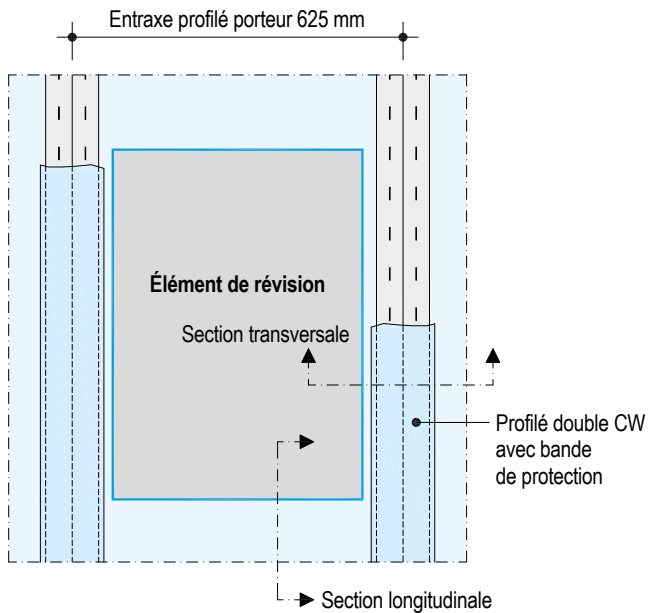 Entraxe profilé porteur 625 mm
Élément de révision
Section transversale
Profilé double CW
avec bande
de protection
Section longitudinale